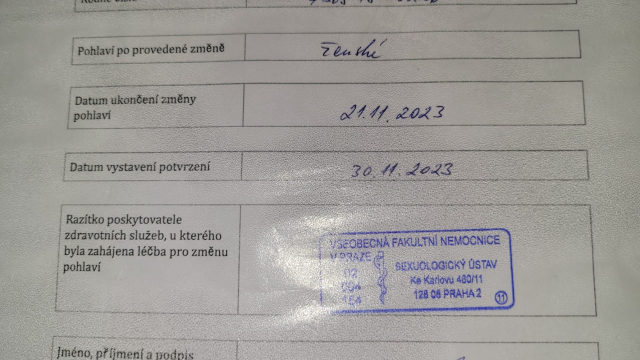 Pohlaví po provedené změně
ženské
Datum ukončení změny
pohlaví
21.11.2023
Datum vystavení potvrzení
30.11.2023
Razítko poskytovatele
zdravotních služeb, u kterého
byla zahájena léčba pro změnu
pohlaví
VŠEOBECNÁ FAKULTNÍ NEMOCNICE
V PRAZE
SEXUOLOGICKÝ ÚSTAV
Ke Karlovu 460/11
128 08 PRAHA 2
11
Jméno, příjmení a podpis